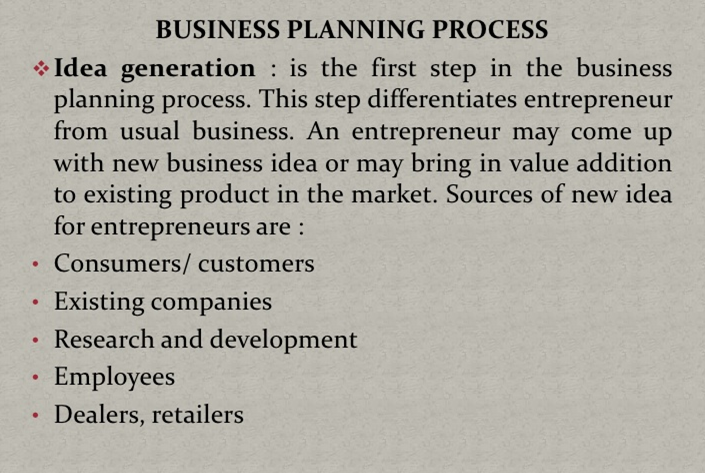 BUSINESS PLANNING PROCESS
❖Idea generation : is the first step in the business
planning process. This step differentiates entrepreneur
from usual business. An entrepreneur may come up
with new business idea or may bring in value addition
to existing product in the market. Sources of new idea
for entrepreneurs are :
• Consumers/ customers
• Existing companies
• Research and development
• Employees
• Dealers, retailers